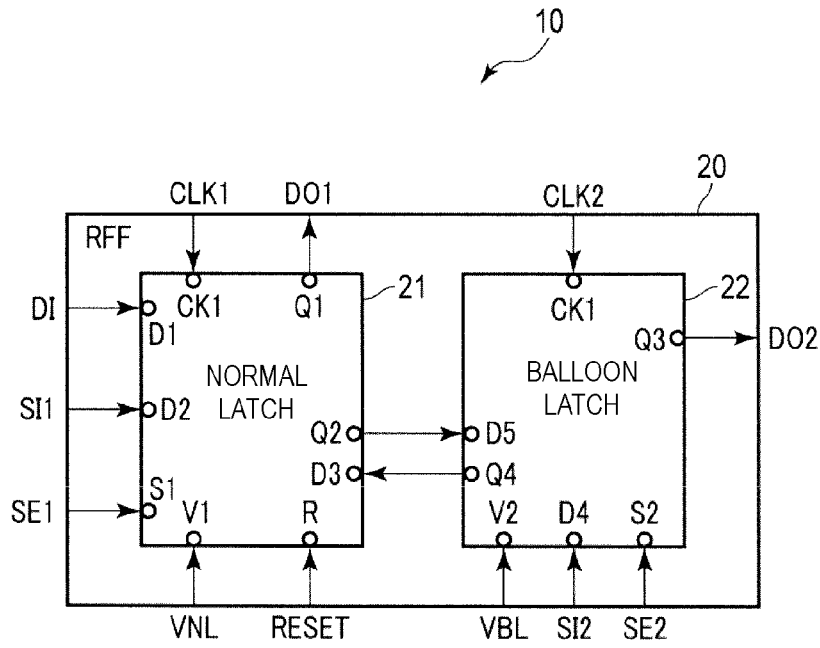 10
CLK1
DO1
CLK2
20
RFF
DI
CK1
Q1
21
CK1
22
D1
Q3
DO2
NORMAL
LATCH
BALLOON
LATCH
SI1
D2
Q2
D5
D3
Q4
SE1
S1
V1
R
V2
D4
S2
VNL
RESET
VBL
SI2
SE2